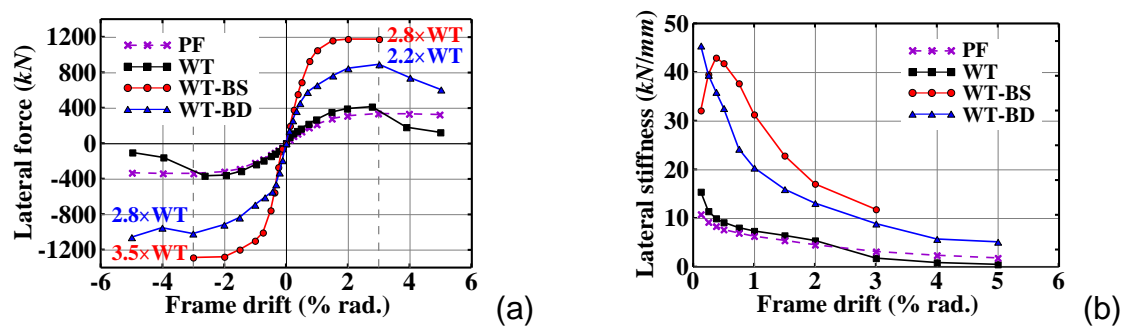 1200
800
400
0
-400
-800
-1200
Lateral force (kN)
PF
WT
WT-BS
WT-BD
2.8×WT
2.2×WT
2.8×WT
3.5×WT
-6 -4 -2 0 2 4 6
Frame drift (% rad.)
(a)
50
40
30
20
10
0
Lateral stiffness (kN/mm)
PF
WT
WT-BS
WT-BD
0 1 2 3 4 5 6
Frame drift (% rad.)
(b)